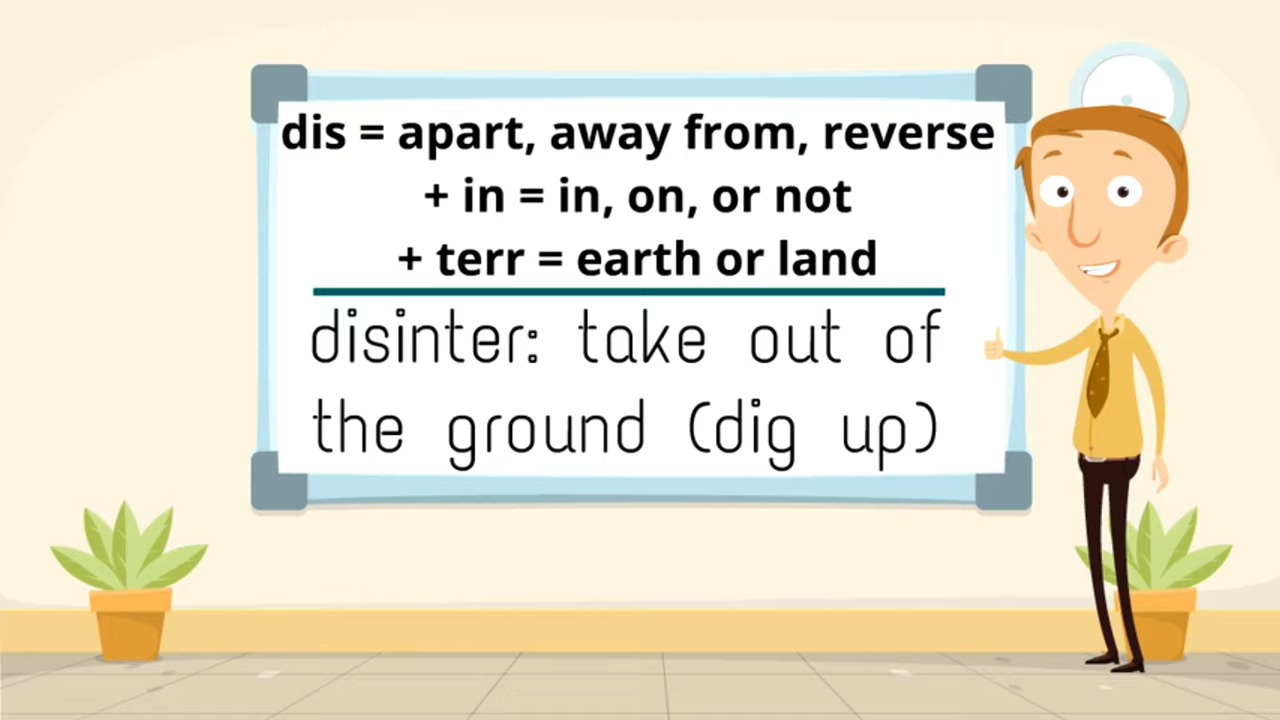 dis = apart, away from, reverse
+ in = in, on, or not
+ terr = earth or land
disinter: take out of
the ground (dig up)